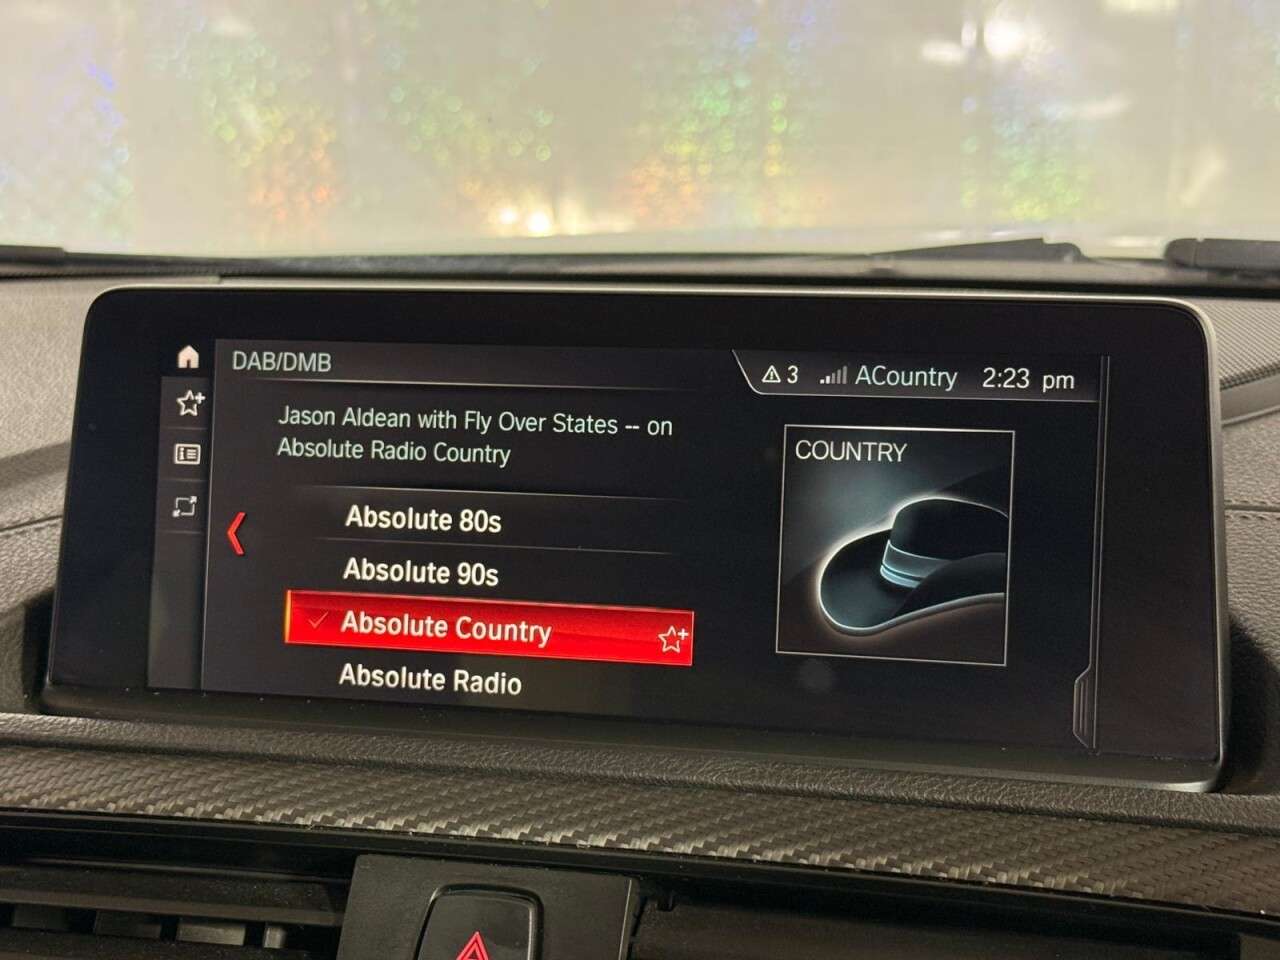 DAB/DMB
3 ACountry 2:23 pm
Jason Aldean with Fly Over States -- on
Absolute Radio Country
COUNTRY
Absolute 80s
Absolute 90s
Absolute Country
Absolute Radio